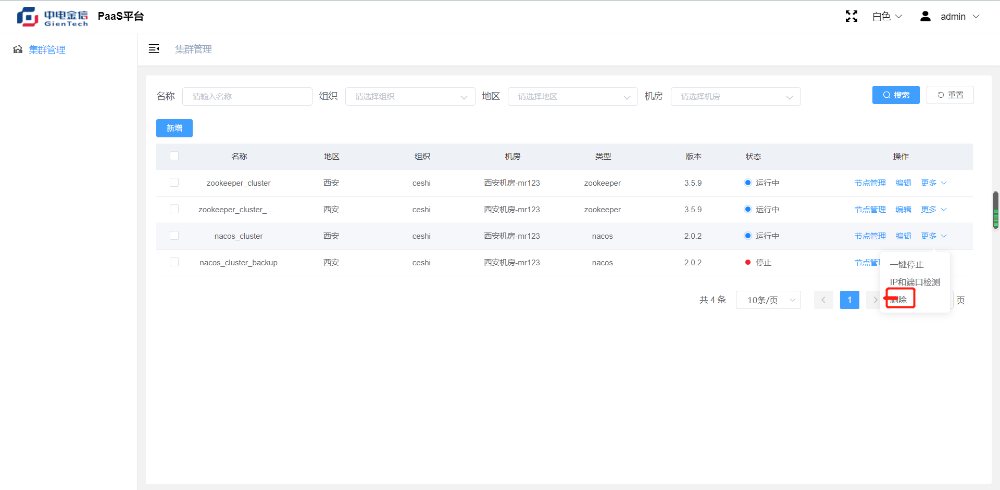 中电金信
GienTech
PaaS平台
白色
admin
集群管理
集群管理
名称 请输入名称 组织 请选择组织 地区 请选择地区 机房 请选择机房 搜索 重置
新增
名称 地区 组织 机房 类型 版本 状态 操作
zookeeper_cluster 西安 ceshi 西安机房-mr123 zookeeper 3.5.9 运行中 节点管理 编辑 更多
zookeeper_cluster_... 西安 ceshi 西安机房-mr123 zookeeper 3.5.9 运行中 节点管理 编辑 更多
nacos_cluster 西安 ceshi 西安机房-mr123 nacos 2.0.2 运行中 节点管理 编辑 更多
nacos_cluster_backup 西安 ceshi 西安机房-mr123 nacos 2.0.2 停止 节点管理
一键停止
IP和端口检测
删除
共 4 条 10条/页 1 页